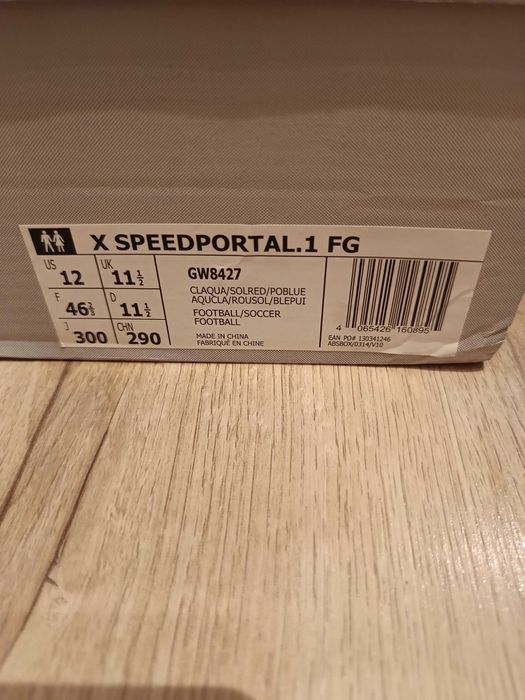 X SPEEDPORTAL.1 FG
US 12 UK 11½
F 46⅔ D 11½
J 300 CHN 290
GW8427
CLAQUA/SOLRED/POBLUE
AQUCLA/ROUSOL/BLEPUI
FOOTBALL/SOCCER
FOOTBALL
MADE IN CHINA
FABRIQUÉ EN CHINE
4 065426 160895
EAN PO# 130341246
ABSBOX/0314/V10